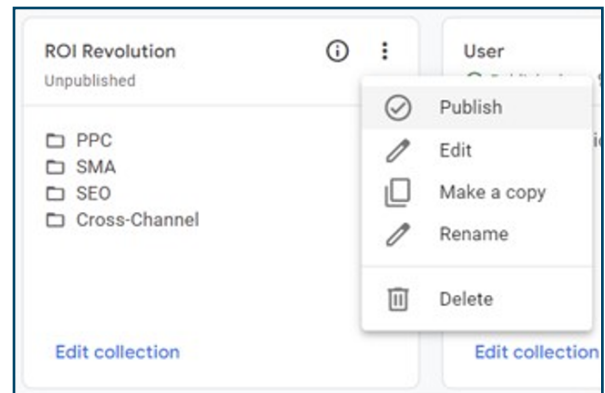 ROI Revolution
Unpublished
PPC
SMA
SEO
Cross-Channel
Edit collection
User
Publish
Edit
Make a copy
Rename
Delete
Edit collection